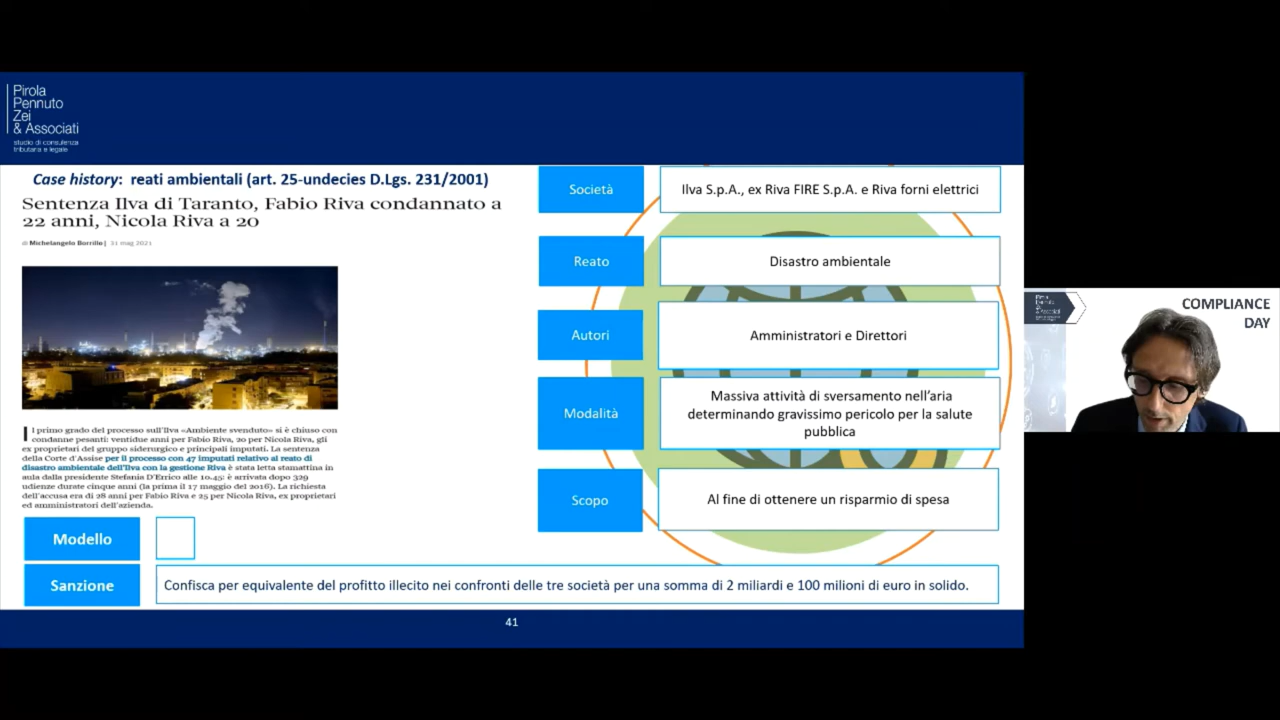 Pirola
Pennuto
Zei
& Associati
studio di consulenza
tributaria e legale
Case history: reati ambientali (art. 25-undecies D.Lgs. 231/2001)
Sentenza Ilva di Taranto, Fabio Riva condannato a
22 anni, Nicola Riva a 20
di Michelangelo Borrillo | 31 mag 2021
Il primo grado del processo sull'Ilva «Ambiente svenduto» si è chiuso con
condanne pesanti: ventidue anni per Fabio Riva, 20 per Nicola Riva, gli
ex proprietari del gruppo siderurgico e principali imputati. La sentenza
della Corte d'Assise per il processo con 47 imputati relativo al reato di
disastro ambientale dell'Ilva con la gestione Riva è stata letta stamattina in
aula dalla presidente Stefania D'Errico alle 10.45: è arrivata dopo 329
udienze durate cinque anni (la prima il 17 maggio del 2016). La richiesta
dell'accusa era di 28 anni per Fabio Riva e 25 per Nicola Riva, ex proprietari
ed amministratori dell'azienda.
Società
Ilva S.p.A., ex Riva FIRE S.p.A. e Riva forni elettrici
Reato
Disastro ambientale
Autori
Amministratori e Direttori
Modalità
Massiva attività di sversamento nell'aria
determinando gravissimo pericolo per la salute
pubblica
Scopo
Al fine di ottenere un risparmio di spesa
Modello
Sanzione
Confisca per equivalente del profitto illecito nei confronti delle tre società per una somma di 2 miliardi e 100 milioni di euro in solido.
41
COMPLIANCE
DAY